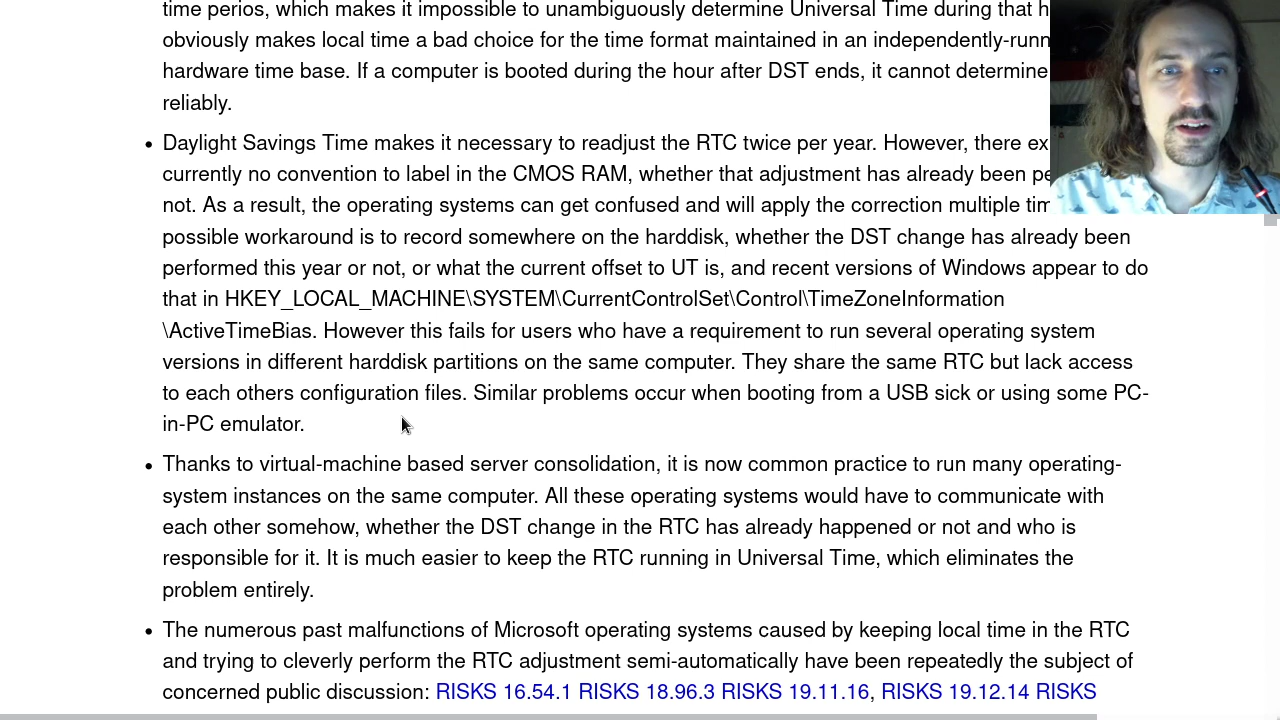 time perios, which makes it impossible to unambiguously determine Universal Time during that
obviously makes local time a bad choice for the time format maintained in an
hardware time base. If a computer is booted during the hour after DST ends, it cannot determine
reliably.
• Daylight Savings Time makes it necessary to readjust the RTC twice per year. However, there
currently no convention to label in the CMOS RAM, whether that adjustment has already been
not. As a result, the operating systems can get confused and will apply the correction multiple
possible workaround is to record somewhere on the harddisk, whether the DST change has already been
performed this year or not, or what the current offset to UT is, and recent versions of Windows appear to do
that in HKEY_LOCAL_MACHINE\SYSTEM\CurrentControlSet\Control\TimeZoneInformation
\ActiveTimeBias. However this fails for users who have a requirement to run several operating system
versions in different harddisk partitions on the same computer. They share the same RTC but lack access
to each others configuration files. Similar problems occur when booting from a USB sick or using some PC-
in-PC emulator.
• Thanks to virtual-machine based server consolidation, it is now common practice to run many operating-
system instances on the same computer. All these operating systems would have to communicate with
each other somehow, whether the DST change in the RTC has already happened or not and who is
responsible for it. It is much easier to keep the RTC running in Universal Time, which eliminates the
problem entirely.
• The numerous past malfunctions of Microsoft operating systems caused by keeping local time in the RTC
and trying to cleverly perform the RTC adjustment semi-automatically have been repeatedly the subject of
concerned public discussion: RISKS 16.54.1 RISKS 18.96.3 RISKS 19.11.16, RISKS 19.12.14 RISKS